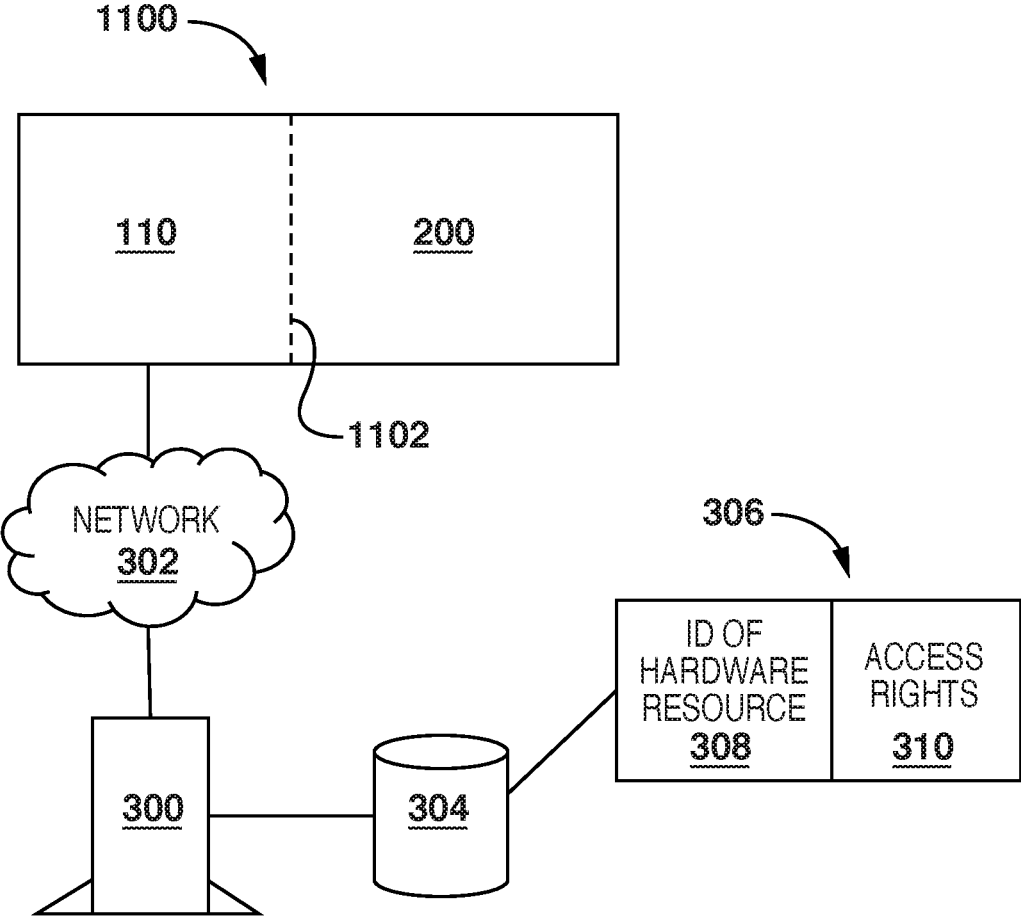 1100
110
200
1102
NETWORK
302
306
ID OF
HARDWARE
RESOURCE
308
ACCESS
RIGHTS
310
300
304